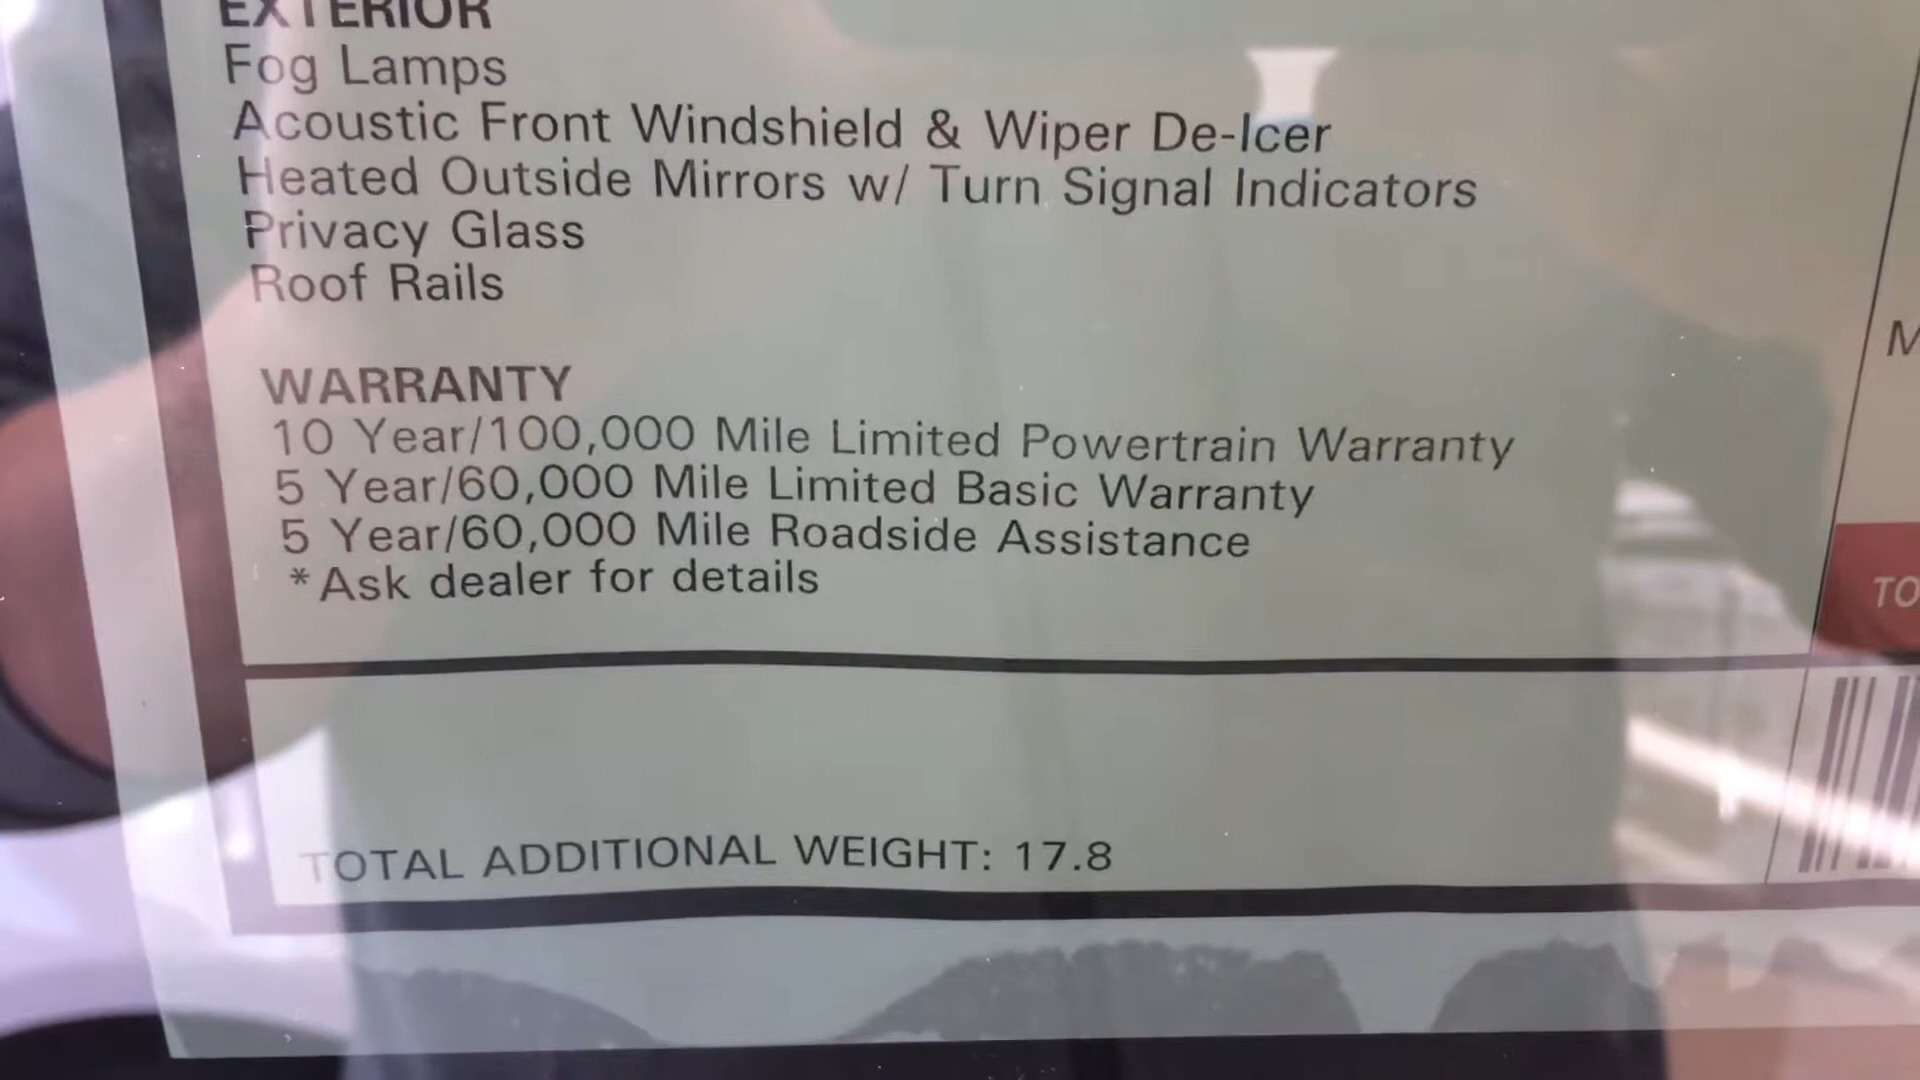 EXTERIOR
Fog Lamps
Acoustic Front Windshield & Wiper De-Icer
Heated Outside Mirrors w/ Turn Signal Indicators
Privacy Glass
Roof Rails
WARRANTY
10 Year/100,000 Mile Limited Powertrain Warranty
5 Year/60,000 Mile Limited Basic Warranty
5 Year/60,000 Mile Roadside Assistance
*Ask dealer for details
TOTAL ADDITIONAL WEIGHT: 17.8
M
TO